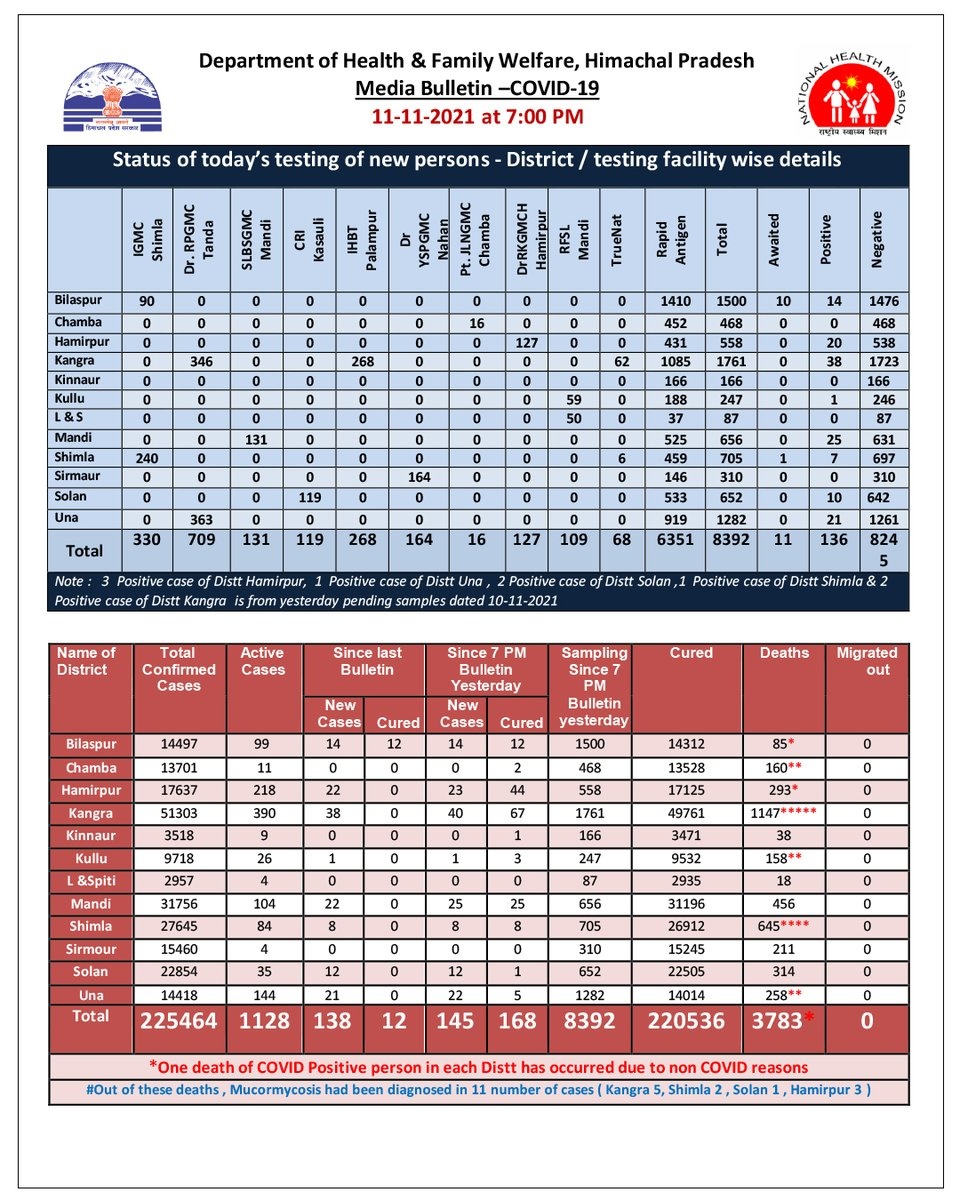 Department of Health & Family Welfare, Himachal Pradesh
Media Bulletin –COVID-19
11-11-2021 at 7:00 PM
NATIONAL HEALTH MISSION
राष्ट्रीय स्वास्थ्य मिशन
हिमाचल प्रदेश सरकार
Status of today’s testing of new persons - District / testing facility wise details
IGMC Shimla Dr. RPGMC Tanda SLBSGMC Mandi CRI Kasauli IHBT Palampur Dr YSPGMC Nahan Pt. JLNGMC Chamba DrRKGMCH Hamirpur RFSL Mandi TrueNat Rapid Antigen Total Awaited Positive Negative
Bilaspur 90 0 0 0 0 0 0 0 0 0 1410 1500 10 14 1476
Chamba 0 0 0 0 0 0 16 0 0 0 452 468 0 0 468
Hamirpur 0 0 0 0 0 0 0 127 0 0 431 558 0 20 538
Kangra 0 346 0 0 268 0 0 0 0 62 1085 1761 0 38 1723
Kinnaur 0 0 0 0 0 0 0 0 0 0 166 166 0 0 166
Kullu 0 0 0 0 0 0 0 0 59 0 188 247 0 1 246
L & S 0 0 0 0 0 0 0 0 50 0 37 87 0 0 87
Mandi 0 0 131 0 0 0 0 0 0 0 525 656 0 25 631
Shimla 240 0 0 0 0 0 0 0 0 6 459 705 1 7 697
Sirmaur 0 0 0 0 0 164 0 0 0 0 146 310 0 0 310
Solan 0 0 0 119 0 0 0 0 0 0 533 652 0 10 642
Una 0 363 0 0 0 0 0 0 0 0 919 1282 0 21 1261
Total 330 709 131 119 268 164 16 127 109 68 6351 8392 11 136 824
5
Note : 3 Positive case of Distt Hamirpur, 1 Positive case of Distt Una , 2 Positive case of Distt Solan ,1 Positive case of Distt Shimla & 2
Positive case of Distt Kangra is from yesterday pending samples dated 10-11-2021
Name of District Total Confirmed Cases Active Cases Since last Bulletin Since 7 PM Bulletin Yesterday Sampling Since 7 PM Bulletin yesterday Cured Deaths Migrated out
New Cases Cured New Cases Cured
Bilaspur 14497 99 14 12 14 12 1500 14312 85* 0
Chamba 13701 11 0 0 0 2 468 13528 160** 0
Hamirpur 17637 218 22 0 23 44 558 17125 293* 0
Kangra 51303 390 38 0 40 67 1761 49761 1147***** 0
Kinnaur 3518 9 0 0 0 1 166 3471 38 0
Kullu 9718 26 1 0 1 3 247 9532 158** 0
L &Spiti 2957 4 0 0 0 0 87 2935 18 0
Mandi 31756 104 22 0 25 25 656 31196 456 0
Shimla 27645 84 8 0 8 8 705 26912 645**** 0
Sirmour 15460 4 0 0 0 0 310 15245 211 0
Solan 22854 35 12 0 12 1 652 22505 314 0
Una 14418 144 21 0 22 5 1282 14014 258** 0
Total 225464 1128 138 12 145 168 8392 220536 3783* 0
*One death of COVID Positive person in each Distt has occurred due to non COVID reasons
#Out of these deaths , Mucormycosis had been diagnosed in 11 number of cases ( Kangra 5, Shimla 2 , Solan 1 , Hamirpur 3 )